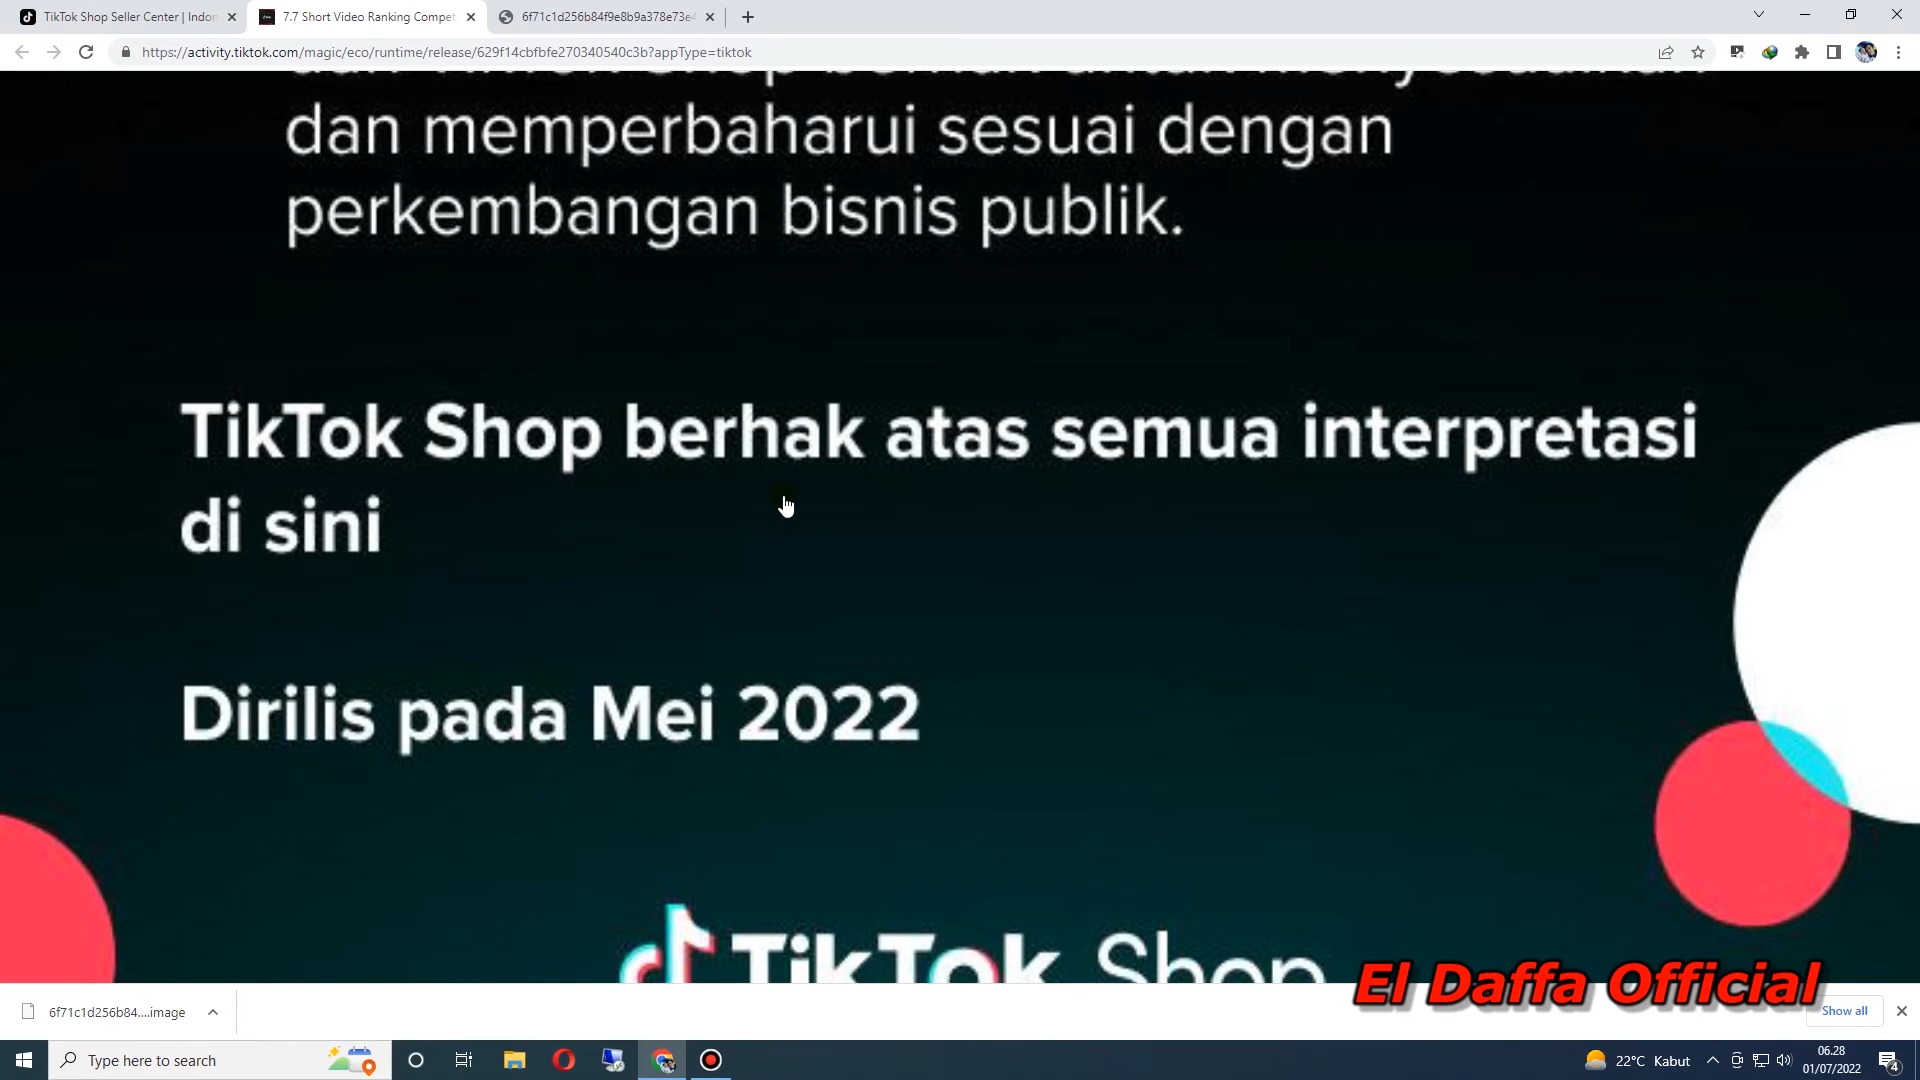 TikTok Shop Seller Center | Indon
7.7 Short Video Ranking Compet
6f71c1d256b84f9e8b9a378e73e4
https://activity.tiktok.com/magic/eco/runtime/release/629f14cbfbfe270340540c3b?appType=tiktok
dan memperbaharui sesuai dengan
perkembangan bisnis publik.
TikTok Shop berhak atas semua interpretasi
di sini
Dirilis pada Mei 2022
TikTok Shop
El Daffa Official
6f71c1d256b84....image
Show all
Type here to search
22°C Kabut
06.28
01/07/2022
4